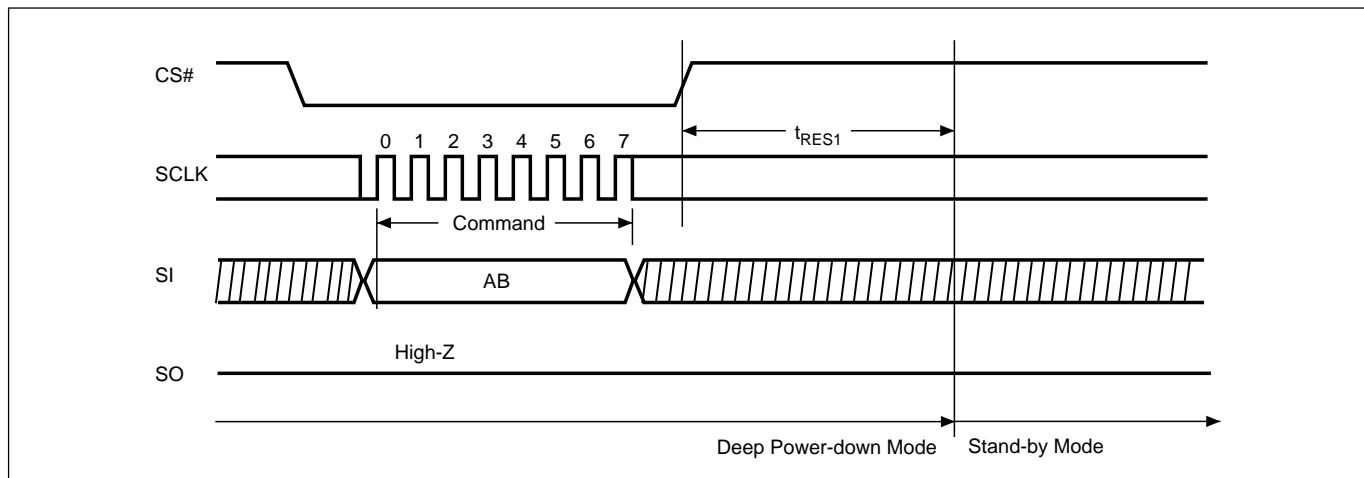 CS#
t_RES1
0 1 2 3 4 5 6 7
SCLK
Command
SI
AB
High-Z
SO
Deep Power-down Mode
Stand-by Mode